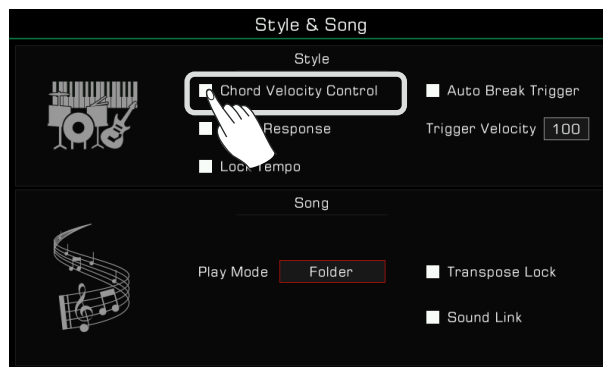 Style & Song
Style
Chord Velocity Control
Auto Break Trigger
Response
Trigger Velocity 100
Lock Tempo
Song
Play Mode Folder
Transpose Lock
Sound Link